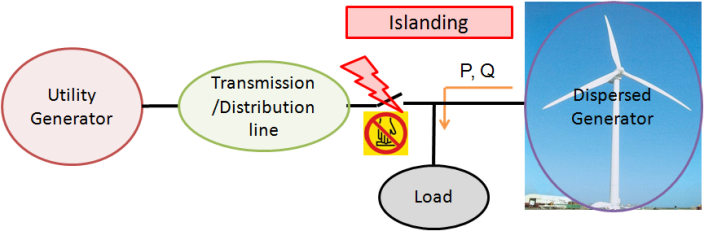 Islanding
Utility
Generator
Transmission
/Distribution
line
P, Q
Dispersed
Generator
Load